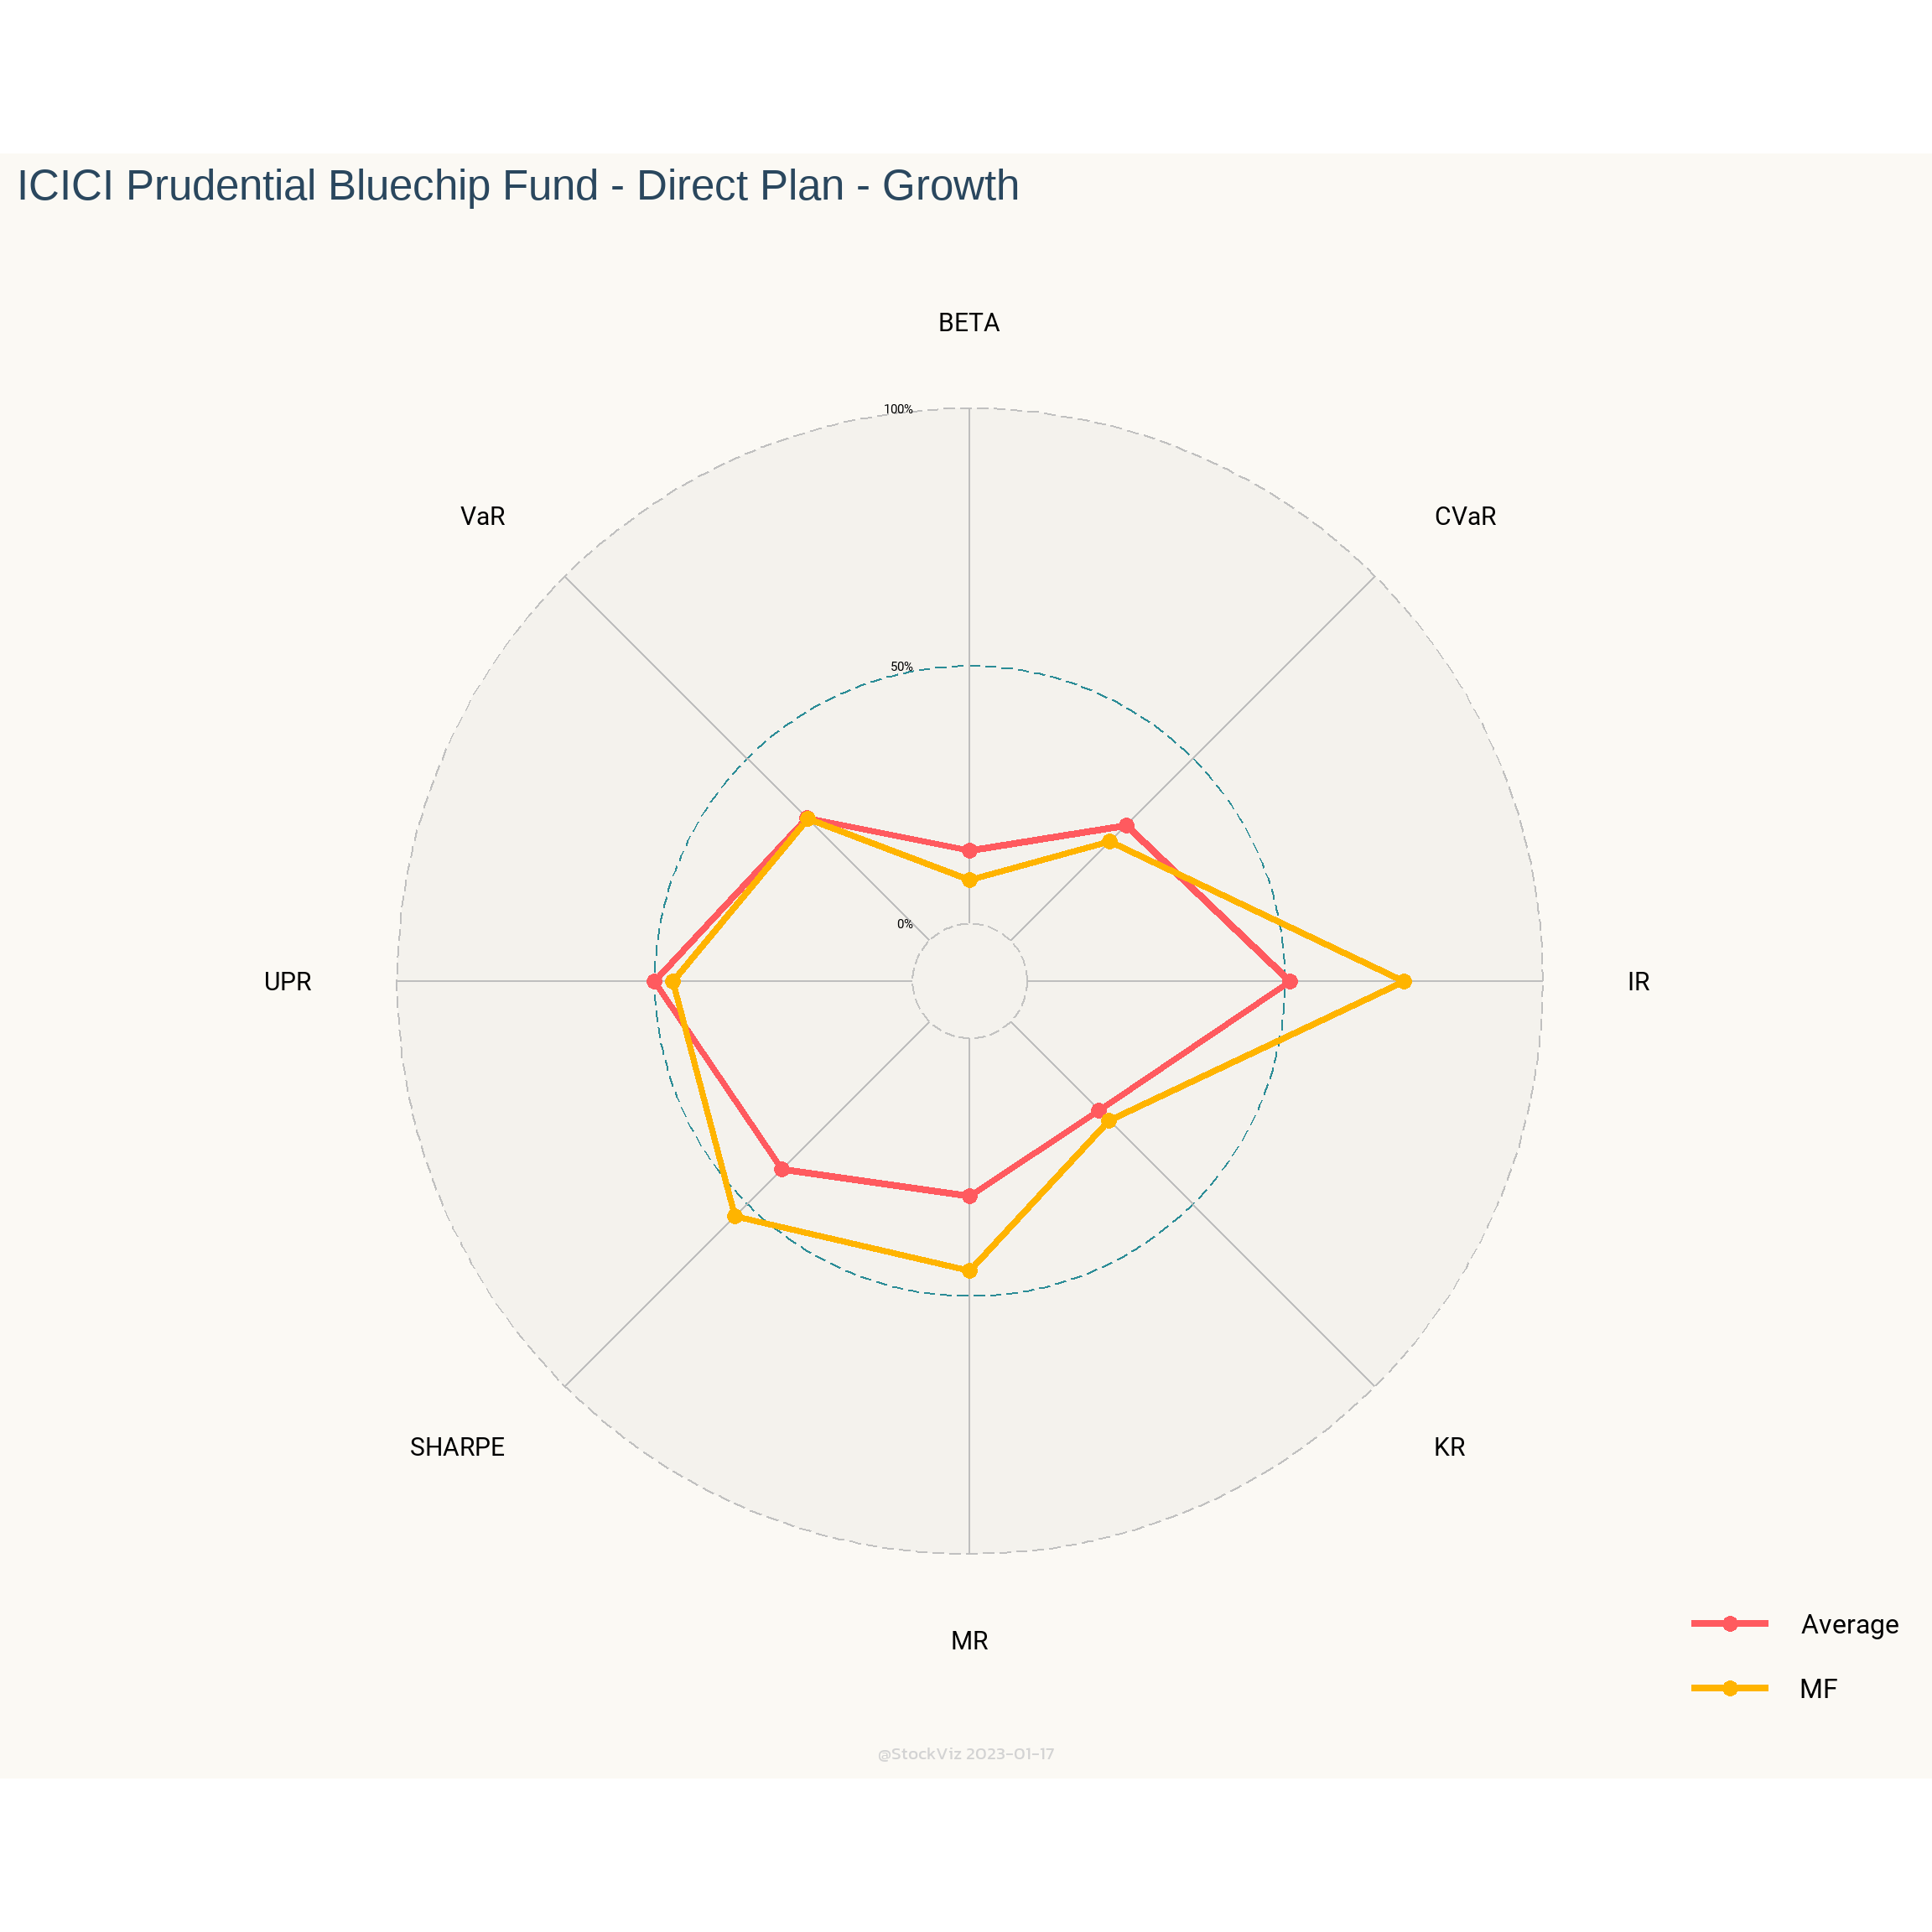 ICICI Prudential Bluechip Fund - Direct Plan - Growth
BETA
100%
VaR
CVaR
50%
0%
UPR
IR
SHARPE
KR
MR
Average
MF
@StockViz 2023-01-17